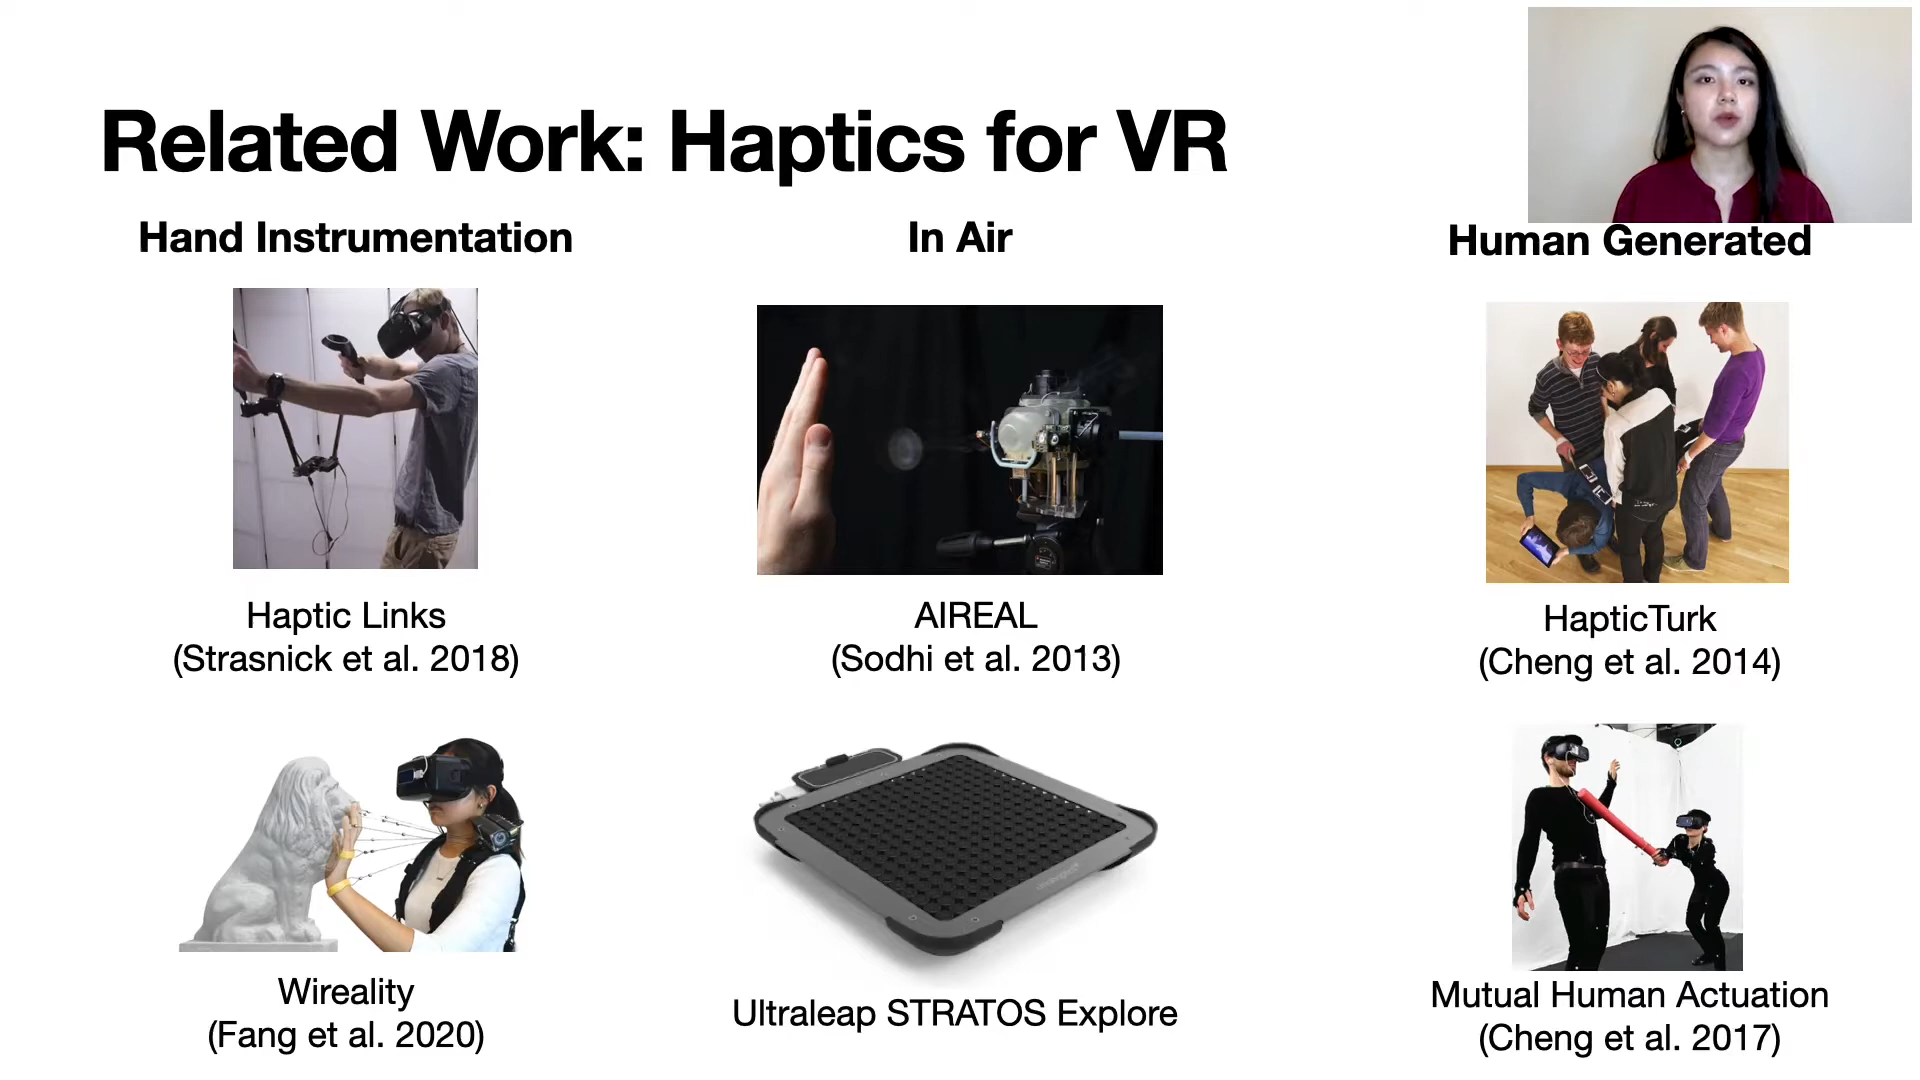 Related Work: Haptics for VR
Hand Instrumentation
In Air
Human Generated
Haptic Links
(Strasnick et al. 2018)
AIREAL
(Sodhi et al. 2013)
HapticTurk
(Cheng et al. 2014)
Wireality
(Fang et al. 2020)
Ultraleap STRATOS Explore
Mutual Human Actuation
(Cheng et al. 2017)